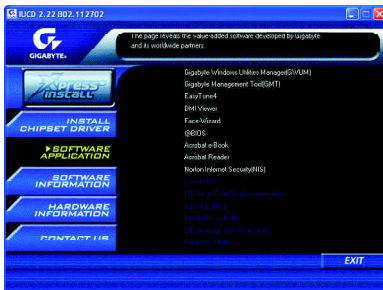 IUCD 2.22 B02.112702
The page reveals the value-added software developed by Gigabyte
and its worldwide partners.
GIGABYTE
Xpress
Install
INSTALL
CHIPSET DRIVER
SOFTWARE
APPLICATION
SOFTWARE
INFORMATION
HARDWARE
INFORMATION
CONTACT US
Gigabyte Windows Utilities Manager(GWUM)
Gigabyte Management Tool(GMT)
EasyTune4
DMI Viewer
Face-Wizard
@BIOS
Acrobat e-Book
Acrobat Reader
Norton Internet Security(NIS)
EXIT